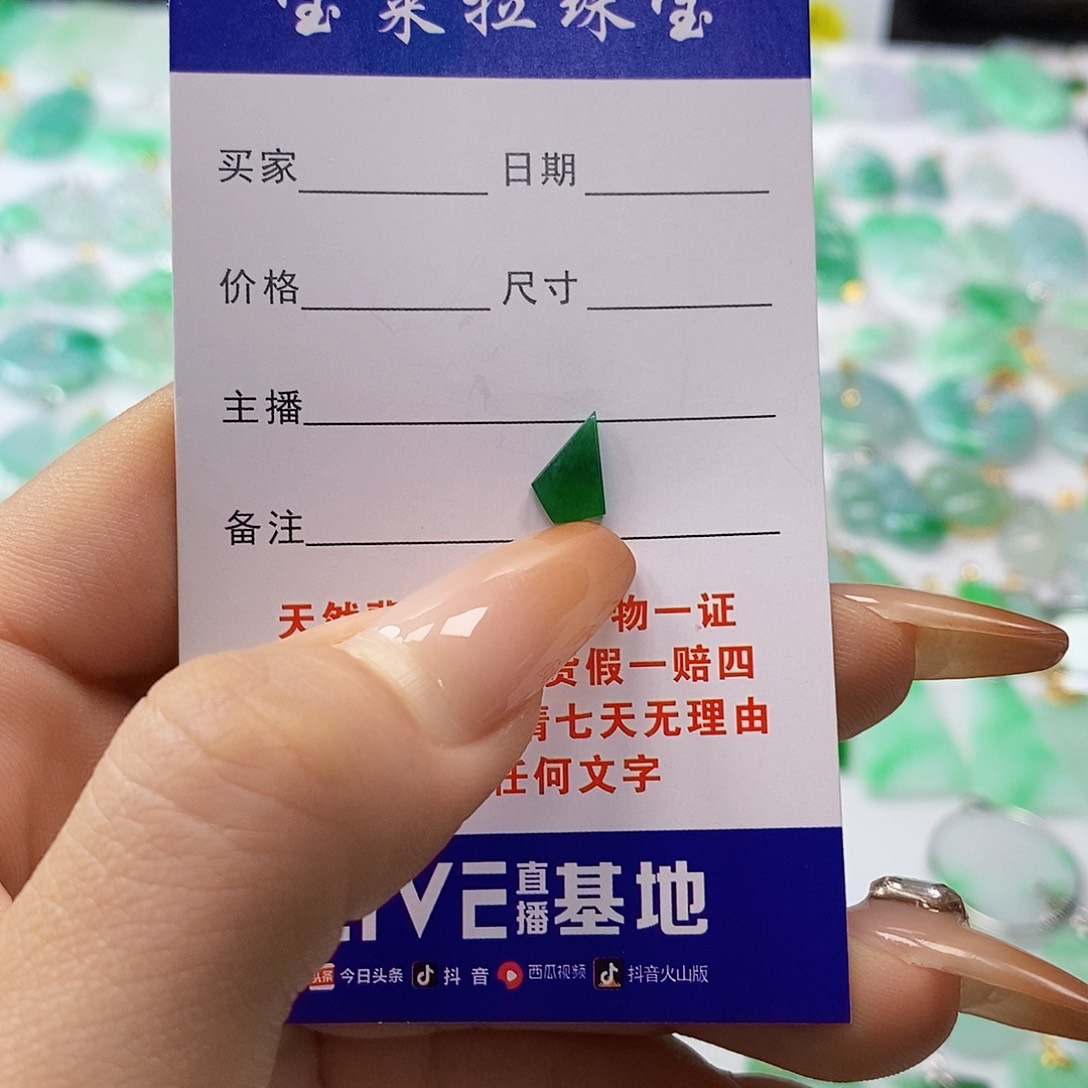 宝莱拉珠宝
买家 日期
价格 尺寸
主播
备注
天然 物一证
货假一赔四
请七天无理由
任何文字
LIVE直播基地
头条 今日头条 抖音 西瓜视频 抖音火山版